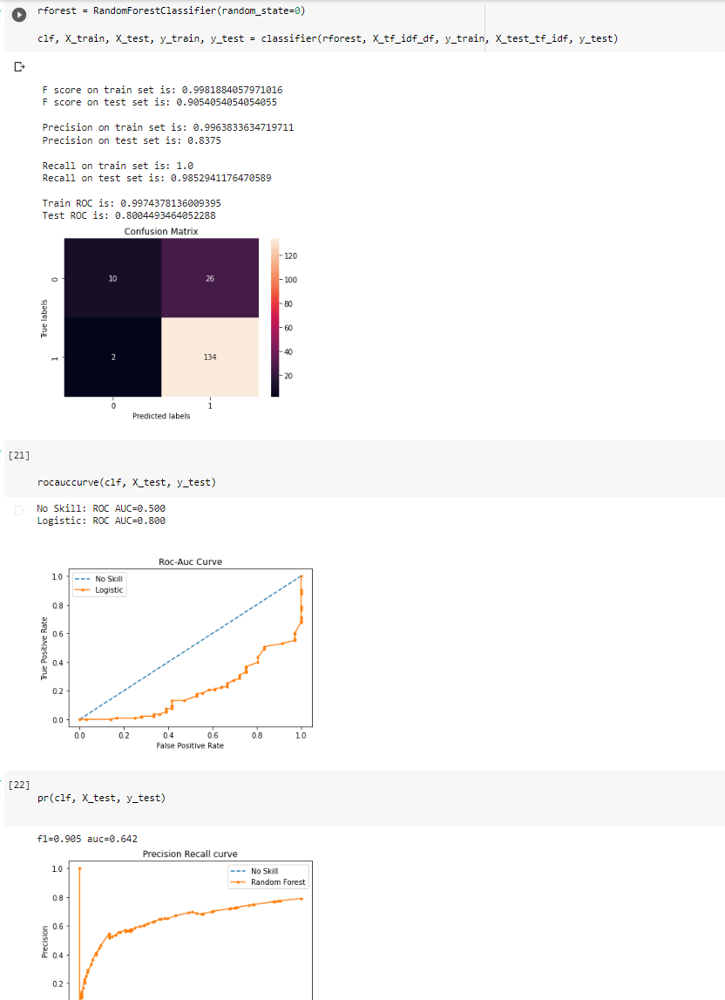 rforest = RandomForestClassifier(random_state=0)
clf, X_train, X_test, y_train, y_test = classifier(rforest, X_tf_idf_df, y_train, X_test_tf_idf, y_test)
F score on train set is: 0.9981884057971016
F score on test set is: 0.9054054054054055
Precision on train set is: 0.9963833634719711
Precision on test set is: 0.8375
Recall on train set is: 1.0
Recall on test set is: 0.9852941176470589
Train ROC is: 0.9974378136009395
Test ROC is: 0.8004493464052288
Confusion Matrix
10
26
2
134
0
1
True labels
0
1
Predicted labels
120
100
80
60
40
20
[21]
rocauccurve(clf, X_test, y_test)
No Skill: ROC AUC=0.500
Logistic: ROC AUC=0.800
Roc-Auc Curve
No Skill
Logistic
1.0
0.8
0.6
0.4
0.2
0.0
True Positive Rate
0.0
0.2
0.4
0.6
0.8
1.0
False Positive Rate
[22]
pr(clf, X_test, y_test)
f1=0.905 auc=0.642
Precision Recall curve
No Skill
Random Forest
1.0
0.8
0.6
0.4
0.2
Precision